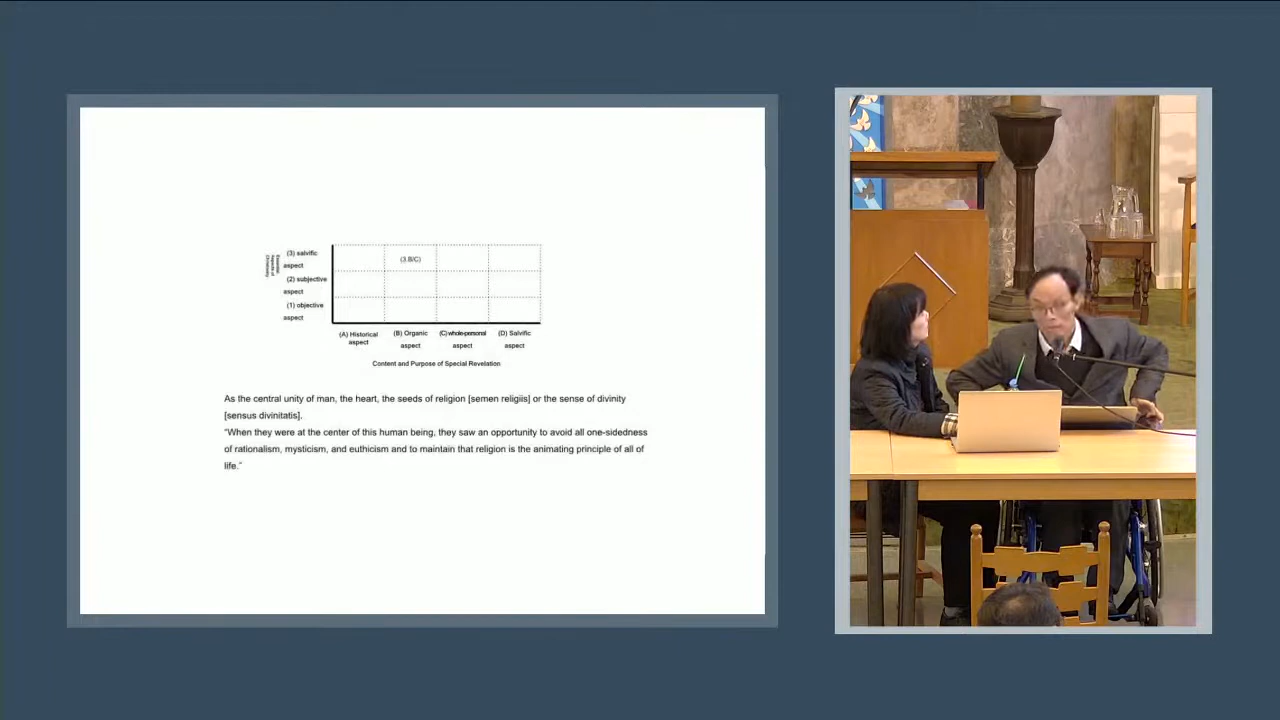 Essential
Aspects of
Christianity
(3) salvific
aspect
(3.B/C)
(2) subjective
aspect
(1) objective
aspect
(A) Historical
aspect
(B) Organic
aspect
(C) whole-personal
aspect
(D) Salvific
aspect
Content and Purpose of Special Revelation
As the central unity of man, the heart, the seeds of religion [semen religiis] or the sense of divinity
[sensus divinitatis].
“When they were at the center of this human being, they saw an opportunity to avoid all one-sidedness
of rationalism, mysticism, and euthicism and to maintain that religion is the animating principle of all of
life.”